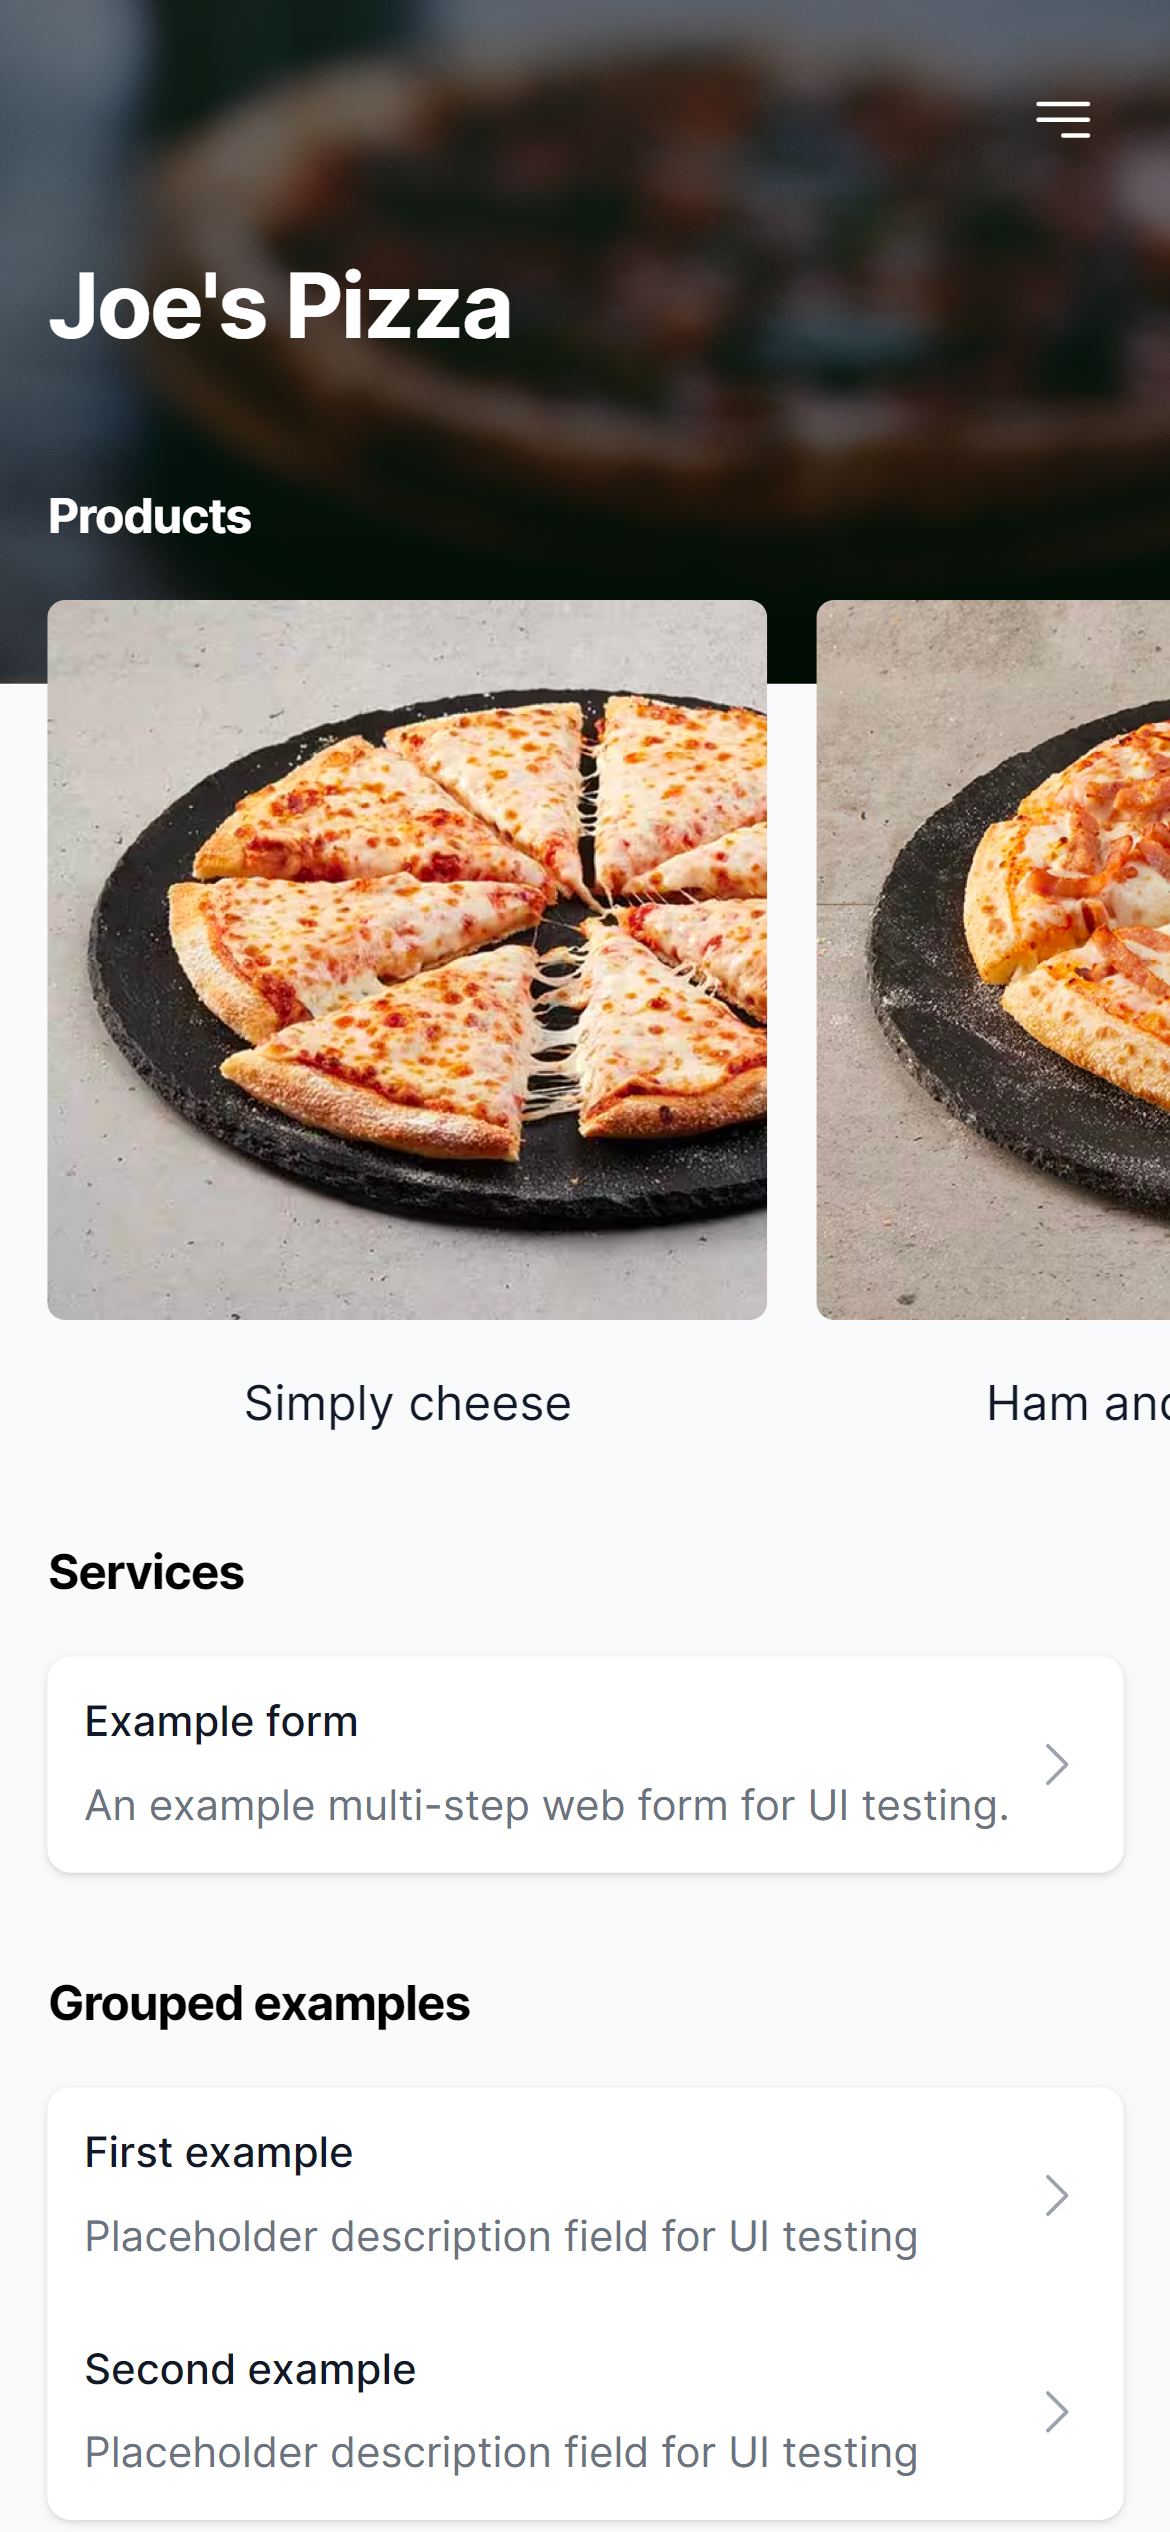 Joe's Pizza
Products
Simply cheese
Ham
Services
Example form
An example multi-step web form for UI testing.
Grouped examples
First example
Placeholder description field for UI testing
Second example
Placeholder description field for UI testing